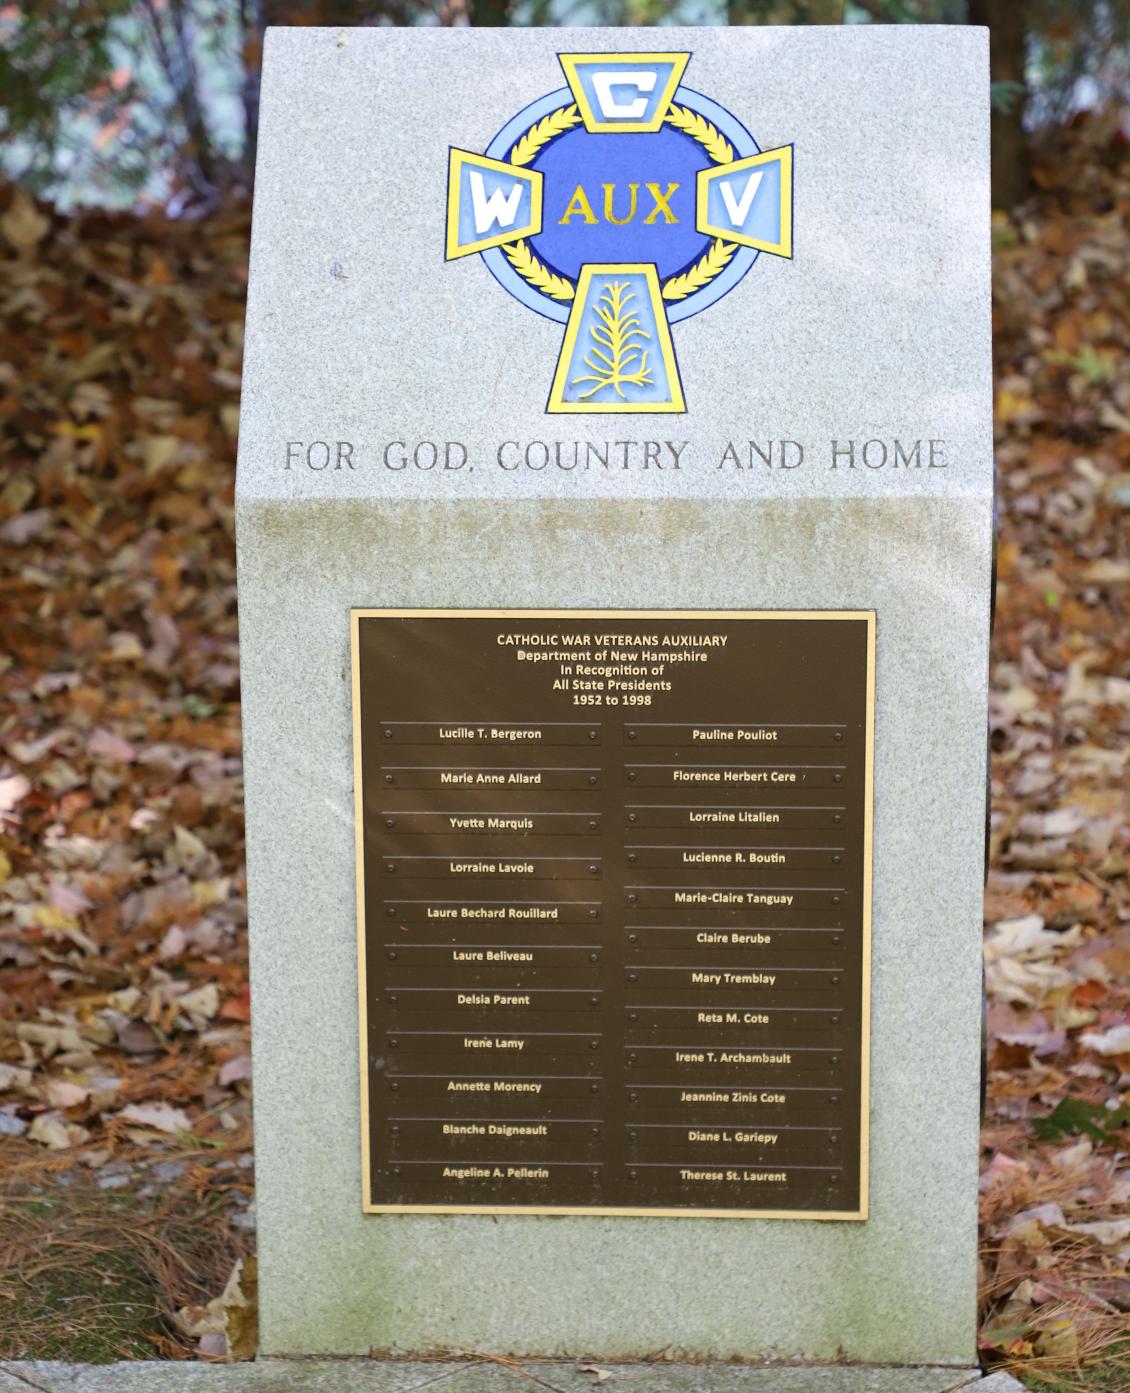 C
W AUX V
FOR GOD, COUNTRY AND HOME
CATHOLIC WAR VETERANS AUXILIARY
Department of New Hampshire
In Recognition of
All State Presidents
1952 to 1998
Lucille T. Bergeron
Marie Anne Allard
Yvette Marquis
Lorraine Lavoie
Laure Bechard Rouillard
Laure Beliveau
Delsia Parent
Irene Lamy
Annette Morency
Blanche Daigneault
Angeline A. Pellerin
Pauline Pouliot
Florence Herbert Cere
Lorraine Litalien
Lucienne R. Boutin
Marie-Claire Tanguay
Claire Berube
Mary Tremblay
Reta M. Cote
Irene T. Archambault
Jeannine Zinis Cote
Diane L. Gariepy
Therese St. Laurent